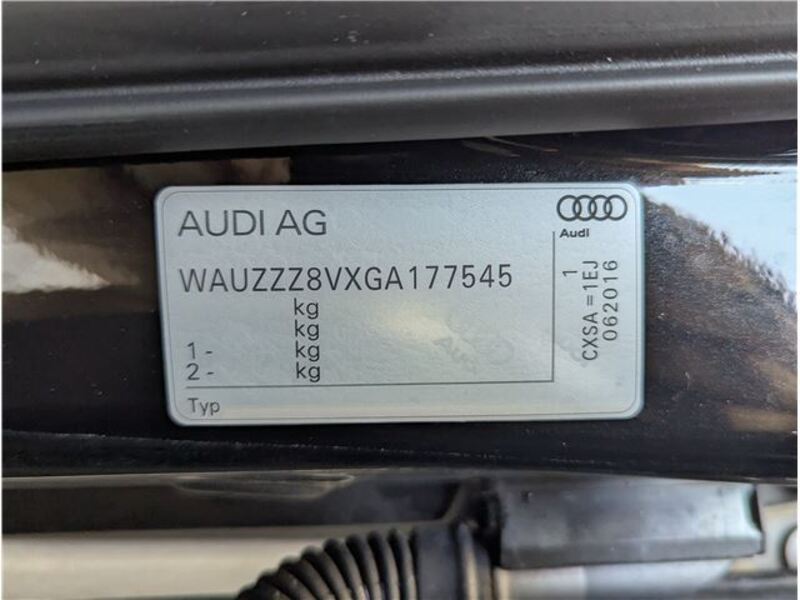 AUDI AG
Audi
WAUZZZ8VXGA177545
kg
kg
1- kg
2- kg
Typ
1
CXSA=1EJ
062016